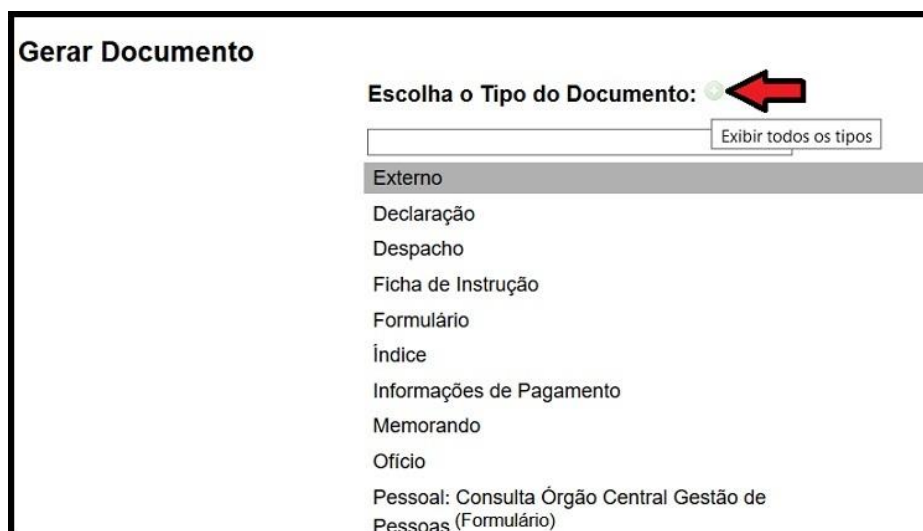 Gerar Documento
Escolha o Tipo do Documento:
Exibir todos os tipos
Externo
Declaração
Despacho
Ficha de Instrução
Formulário
Índice
Informações de Pagamento
Memorando
Ofício
Pessoal: Consulta Órgão Central Gestão de
Pessoas (Formulário)